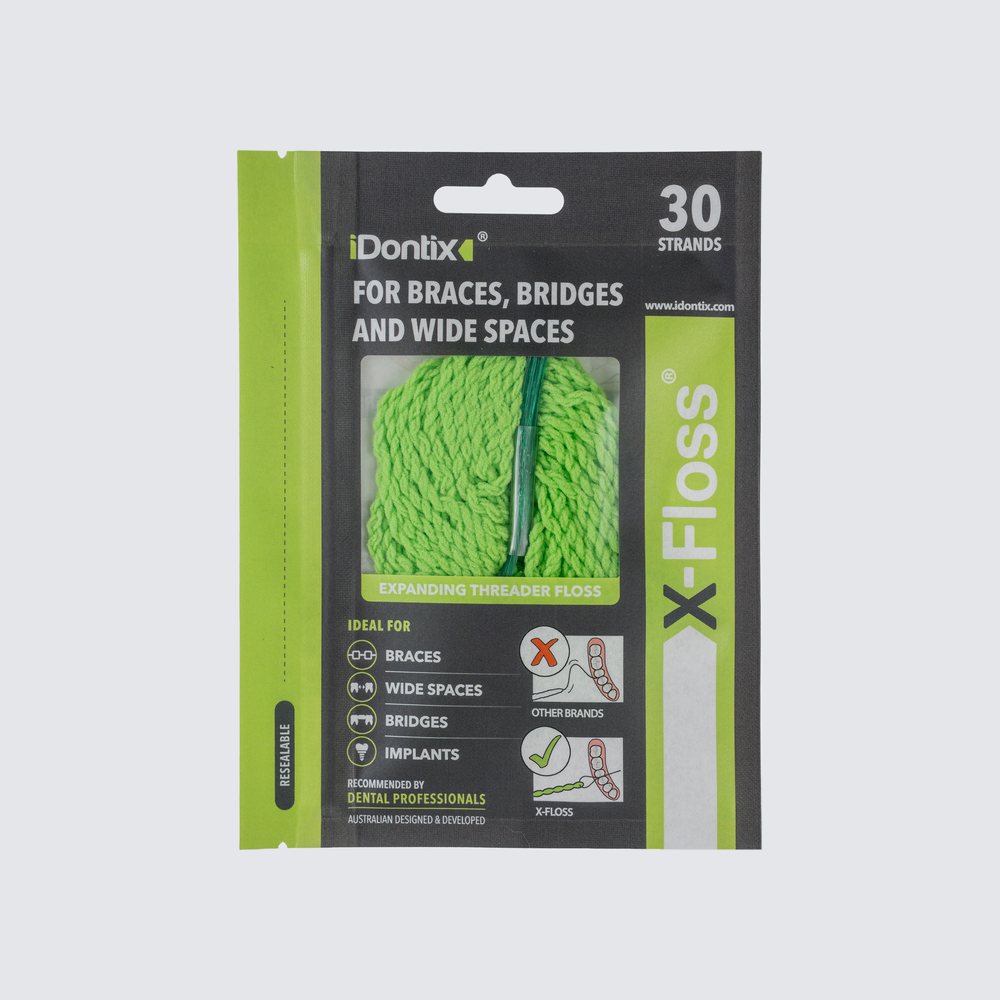 30
STRANDS
iDontix®
FOR BRACES, BRIDGES
AND WIDE SPACES
www.idontix.com
X-Floss®
EXPANDING THREADER FLOSS
IDEAL FOR
BRACES
WIDE SPACES
BRIDGES
IMPLANTS
X
OTHER BRANDS
X-FLOSS
RECOMMENDED BY
DENTAL PROFESSIONALS
AUSTRALIAN DESIGNED & DEVELOPED
RESEALABLE